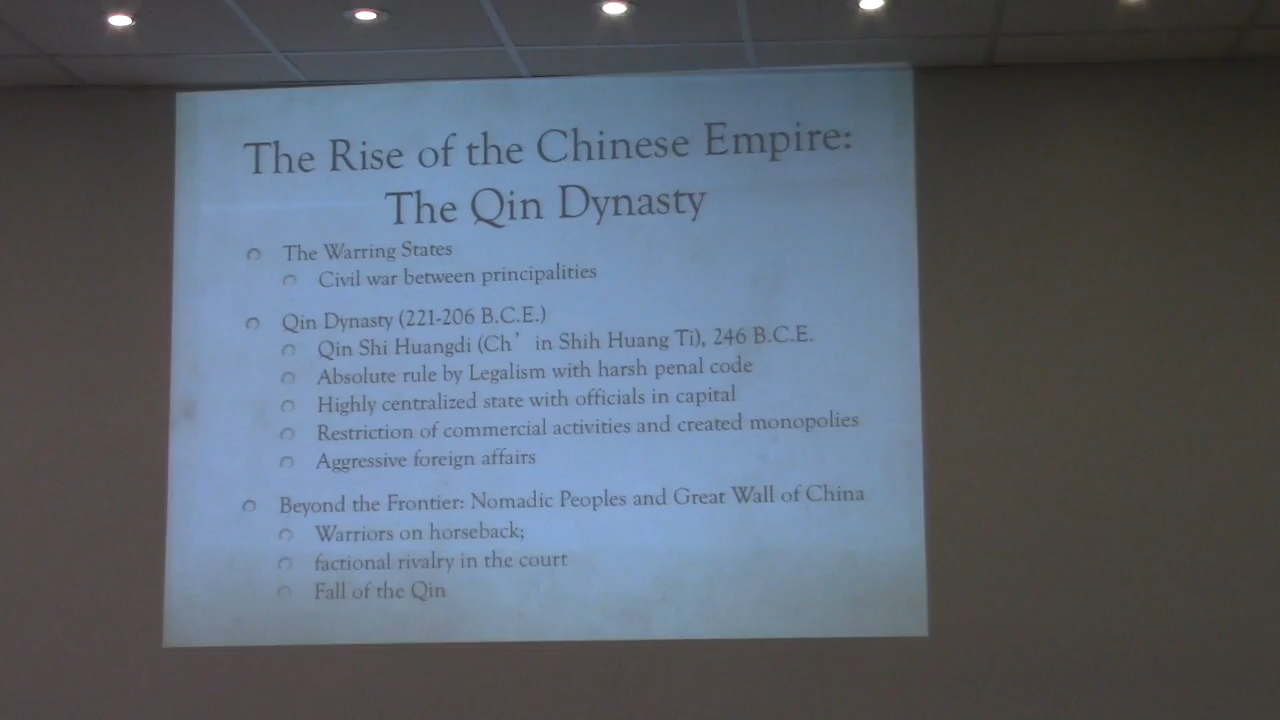 The Rise of the Chinese Empire:
The Qin Dynasty
The Warring States
Civil war between principalities
Qin Dynasty (221-206 B.C.E.)
Qin Shi Huangdi (Ch’ in Shih Huang Ti), 246 B.C.E.
Absolute rule by Legalism with harsh penal code
Highly centralized state with officials in capital
Restriction of commercial activities and created monopolies
Aggressive foreign affairs
Beyond the Frontier: Nomadic Peoples and Great Wall of China
Warriors on horseback;
factional rivalry in the court
Fall of the Qin